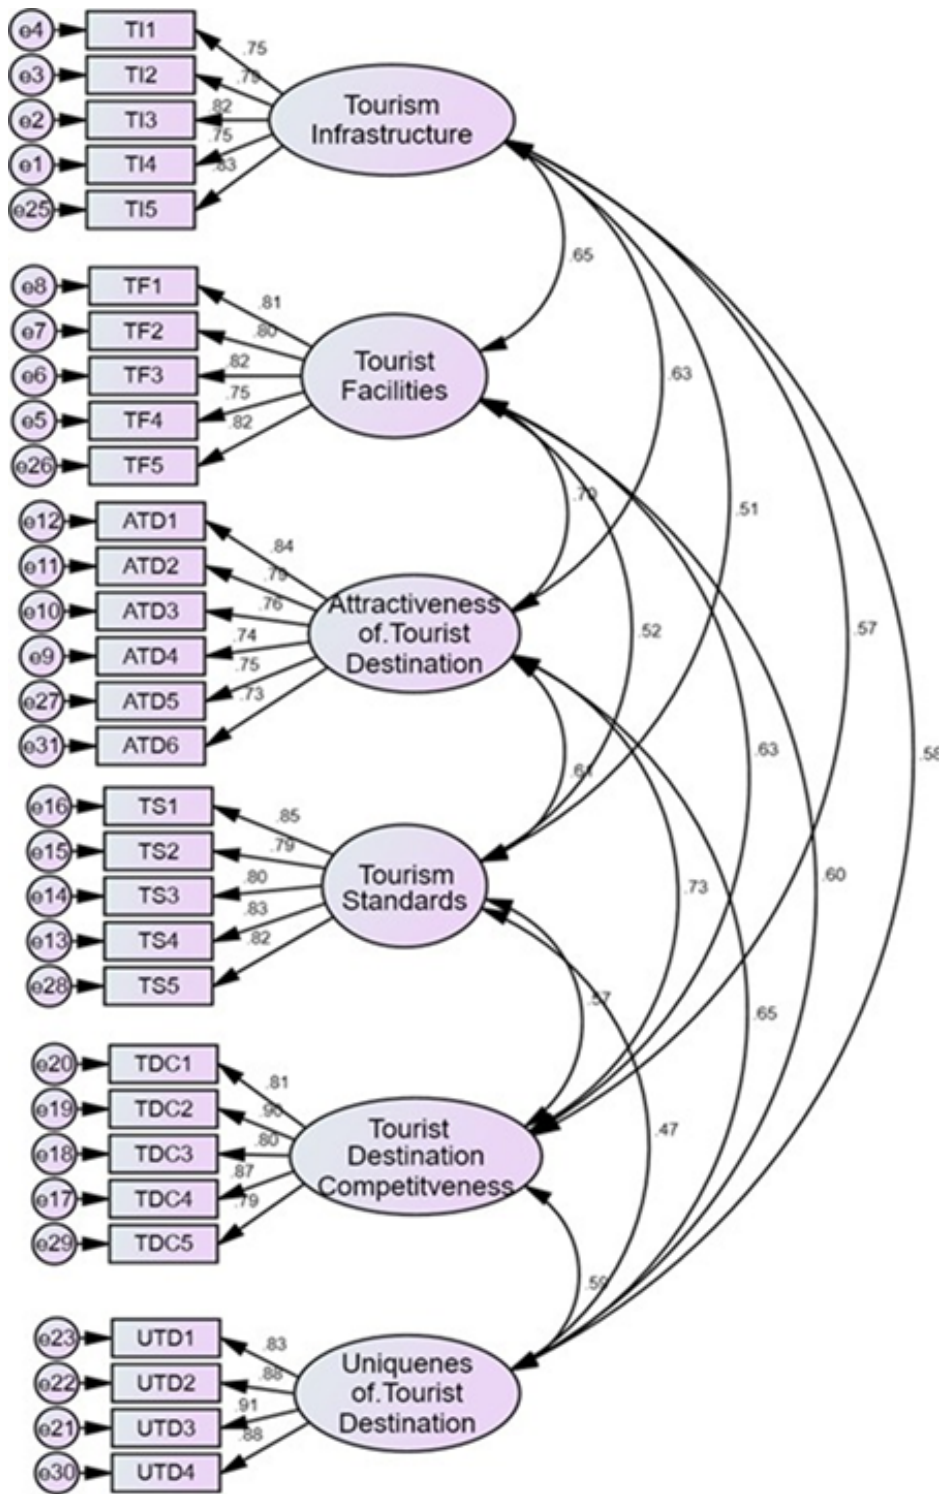 e4 TI1 .75
e3 TI2 .79
e2 TI3 .82
e1 TI4 .75
e25 TI5 .83
Tourism
Infrastructure
.65
e8 TF1 .81
e7 TF2 .80
e6 TF3 .82
e5 TF4 .75
e26 TF5 .82
Tourist
Facilities
.63
.70
.51
e12 ATD1 .84
e11 ATD2 .79
e10 ATD3 .76
e9 ATD4 .74
e27 ATD5 .75
e31 ATD6 .73
Attractiveness
of.Tourist
Destination
.52
.57
.61
.63
.58
e16 TS1 .85
e15 TS2 .79
e14 TS3 .80
e13 TS4 .83
e28 TS5 .82
Tourism
Standards
.73
.60
.57
.65
e20 TDC1 .81
e19 TDC2
e18 TDC3 .80
e17 TDC4 .87
e29 TDC5 .79
Tourist
Destination
Competitveness
.47
.59
e23 UTD1 .83
e22 UTD2 .88
e21 UTD3 .91
e30 UTD4 .88
Uniquenes
of.Tourist
Destination